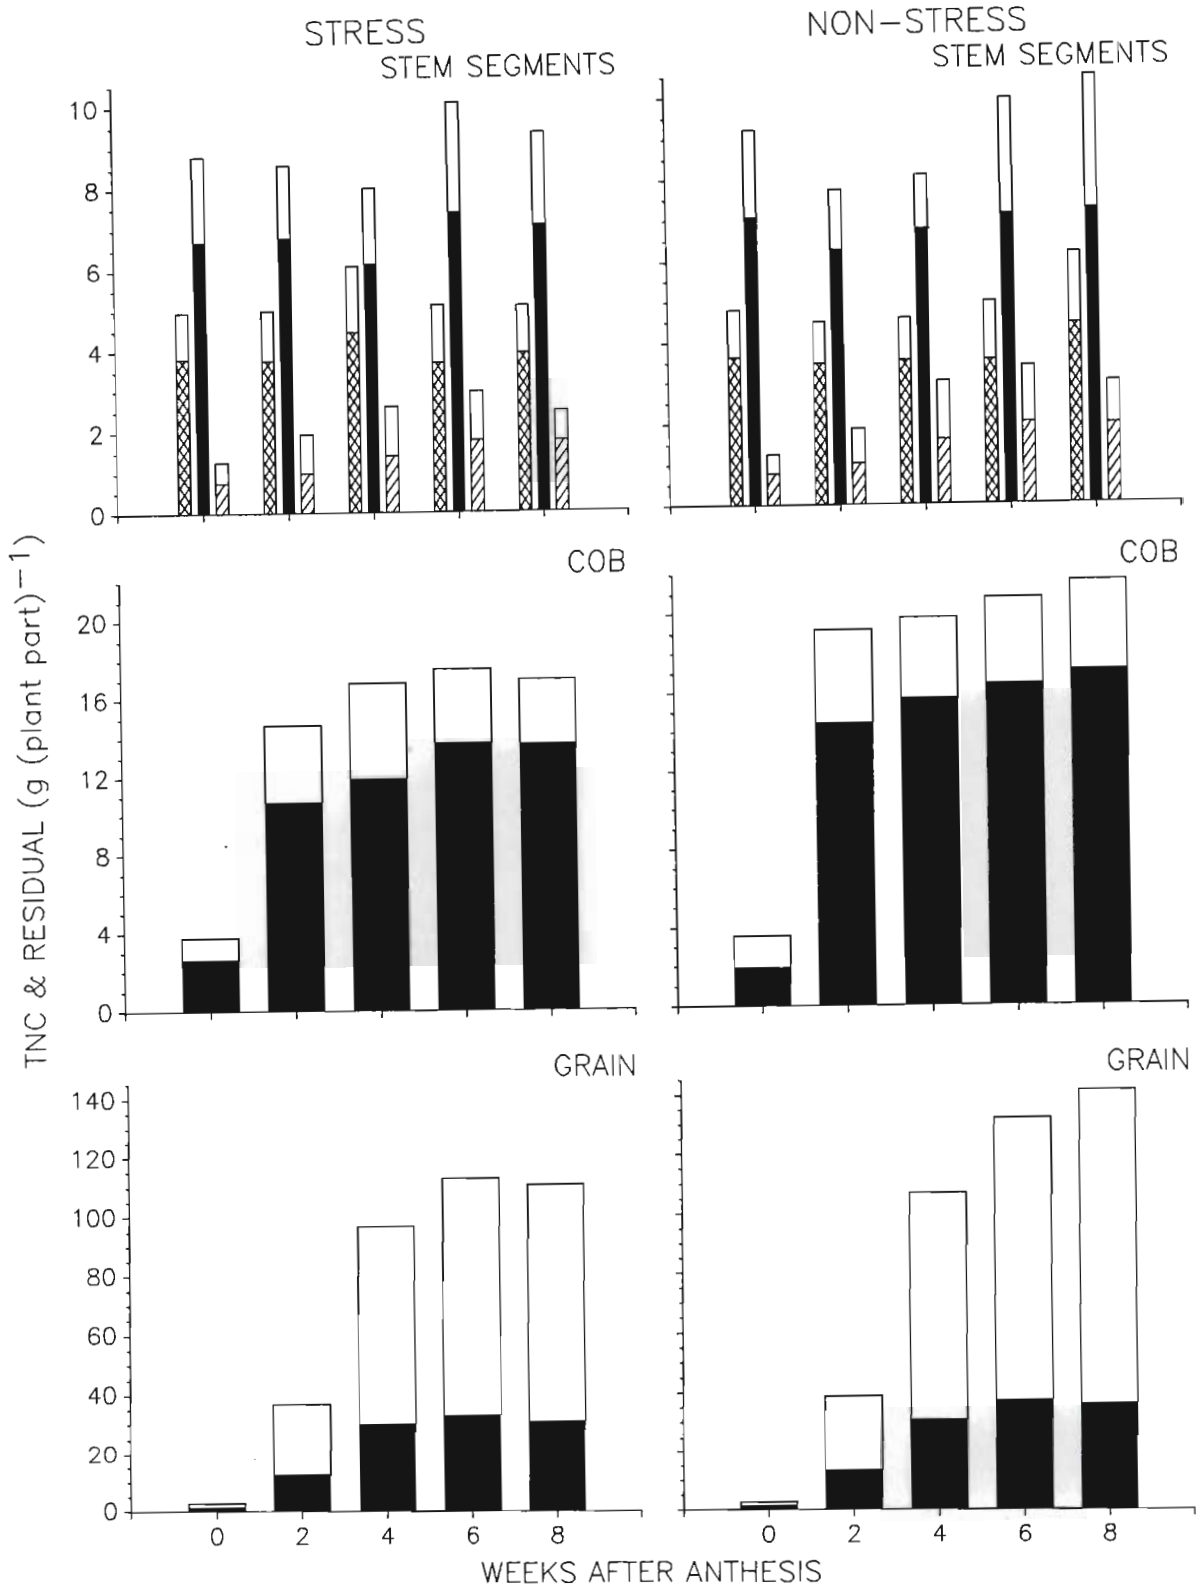 STRESS
STEM SEGMENTS
NON-STRESS
STEM SEGMENTS
10
8
6
4
2
0
COB
COB
20
16
12
8
4
0
GRAIN
GRAIN
140
120
100
80
60
40
20
0
0 2 4 6 8
0 2 4 6 8
WEEKS AFTER ANTHESIS
TNC & RESIDUAL (g (plant part)⁻¹)